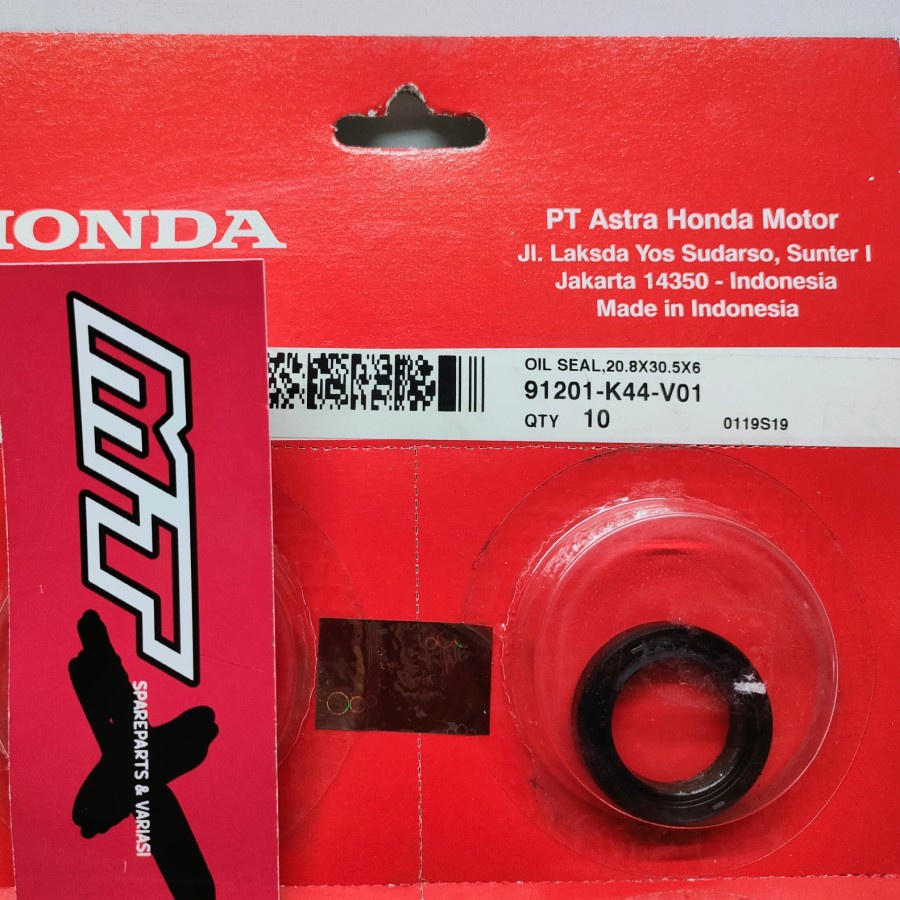 HONDA
PT Astra Honda Motor
Jl. Laksda Yos Sudarso, Sunter I
Jakarta 14350 - Indonesia
Made in Indonesia
OIL SEAL,20.8X30.5X6
91201-K44-V01
QTY 10
0119S19
MHT
SPAREPARTS & VARIASI